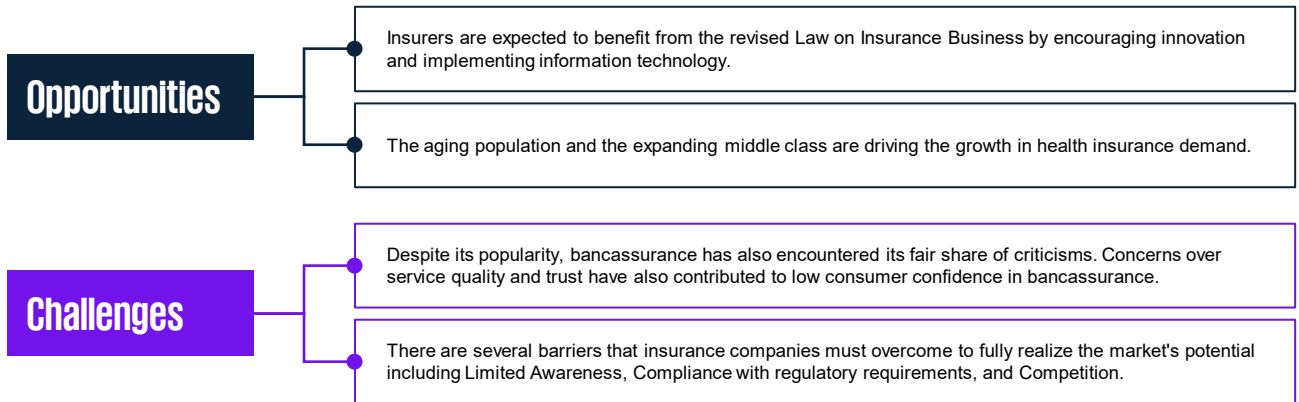 Opportunities
Insurers are expected to benefit from the revised Law on Insurance Business by encouraging innovation
and implementing information technology.
The aging population and the expanding middle class are driving the growth in health insurance demand.
Challenges
Despite its popularity, bancassurance has also encountered its fair share of criticisms. Concerns over
service quality and trust have also contributed to low consumer confidence in bancassurance.
There are several barriers that insurance companies must overcome to fully realize the market's potential
including Limited Awareness, Compliance with regulatory requirements, and Competition.